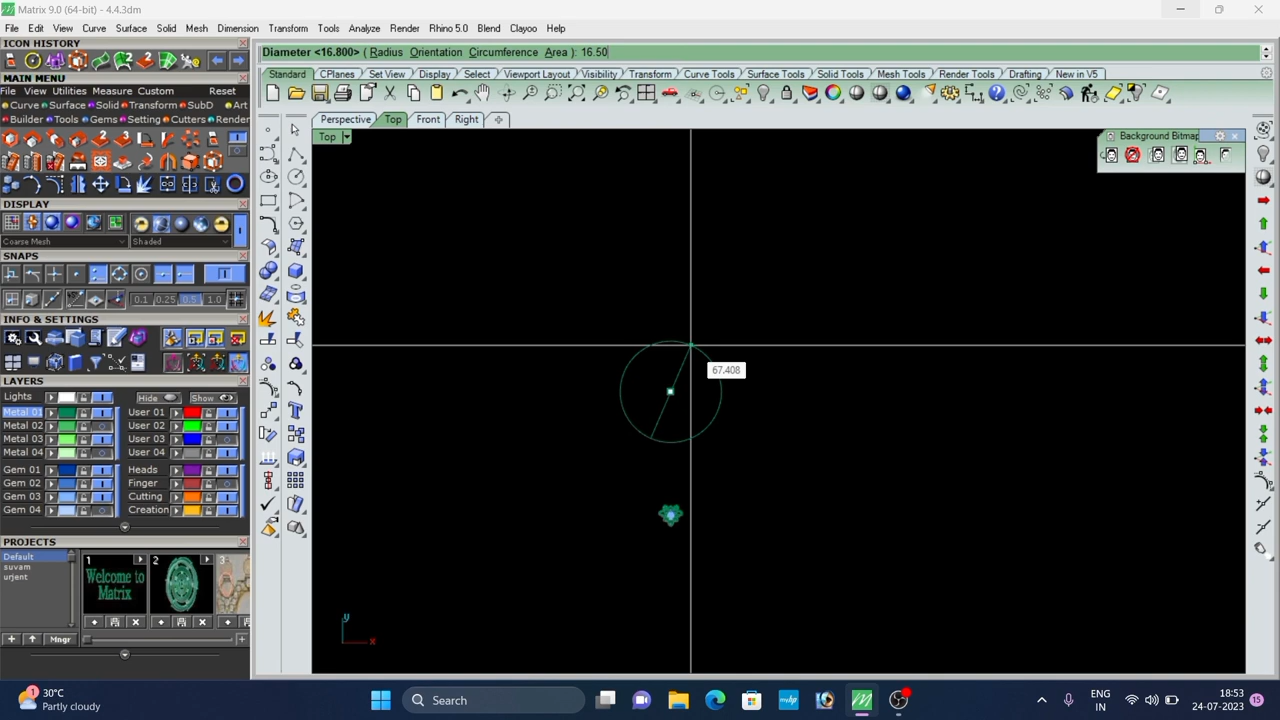 Matrix 9.0 (64-bit) - 4.4.3dm
File Edit View Curve Surface Solid Mesh Dimension Transform Tools Analyze Render Rhino 5.0 Blend Clayoo Help
ICON HISTORY
Diameter <16.800> ( Radius Orientation Circumference Area ): 16.50
MAIN MENU
Standard CPlanes Set View Display Select Viewport Layout Visibility Transform Curve Tools Surface Tools Solid Tools Mesh Tools Render Tools Drafting New in V5
File View Utilities Measure Custom Reset
Curve Surface Solid Transform SubD Art
Builder Tools Gems Setting Cutters Render
Perspective Top Front Right
Top
Background Bitmap
DISPLAY
Coarse Mesh Shaded
SNAPS
0.1 0.25 0.5 1.0
INFO & SETTINGS
67.408
LAYERS
Lights Hide Show
Metal 01 User 01
Metal 02 User 02
Metal 03 User 03
Metal 04 User 04
Gem 01 Heads
Gem 02 Finger
Gem 03 Cutting
Gem 04 Creation
PROJECTS
Default
suvam
urjent
1 2 3
Welcome to
Matrix
Mngr
y
x
1
30°C
Partly cloudy
Search
ENG
IN
18:53
24-07-2023
15